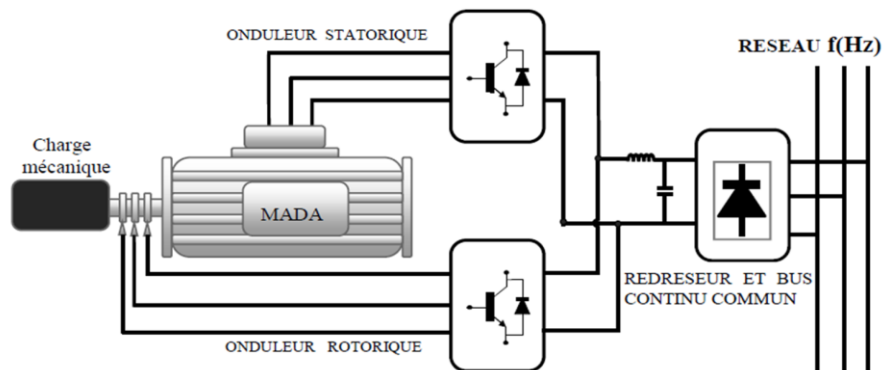 ONDULEUR STATORIQUE
RESEAU f(Hz)
Charge
mécanique
MADA
REDRESEUR ET BUS
CONTINU COMMUN
ONDULEUR ROTORIQUE